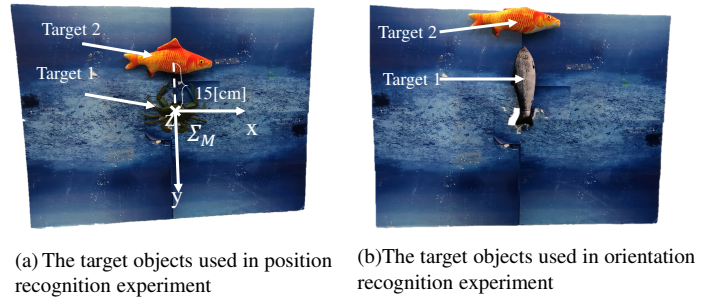 Target 2
Target 1
15[cm]
Z
x
Σ_M
y
(a) The target objects used in position
recognition experiment
Target 2
Target 1
(b)The target objects used in orientation
recognition experiment